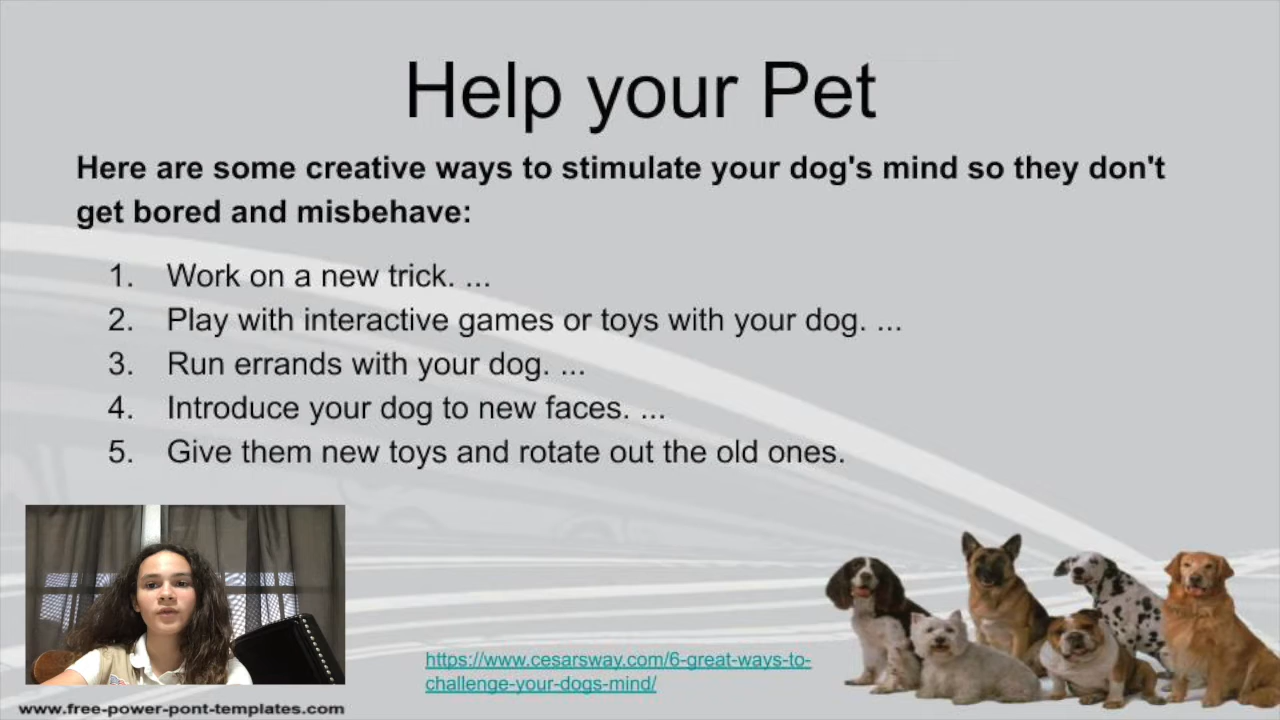 Help your Pet
Here are some creative ways to stimulate your dog's mind so they don't
get bored and misbehave:
1. Work on a new trick. ...
2. Play with interactive games or toys with your dog. ...
3. Run errands with your dog. ...
4. Introduce your dog to new faces. ...
5. Give them new toys and rotate out the old ones.
https://www.cesarsway.com/6-great-ways-to-
challenge-your-dogs-mind/
www.free-power-pont-templates.com